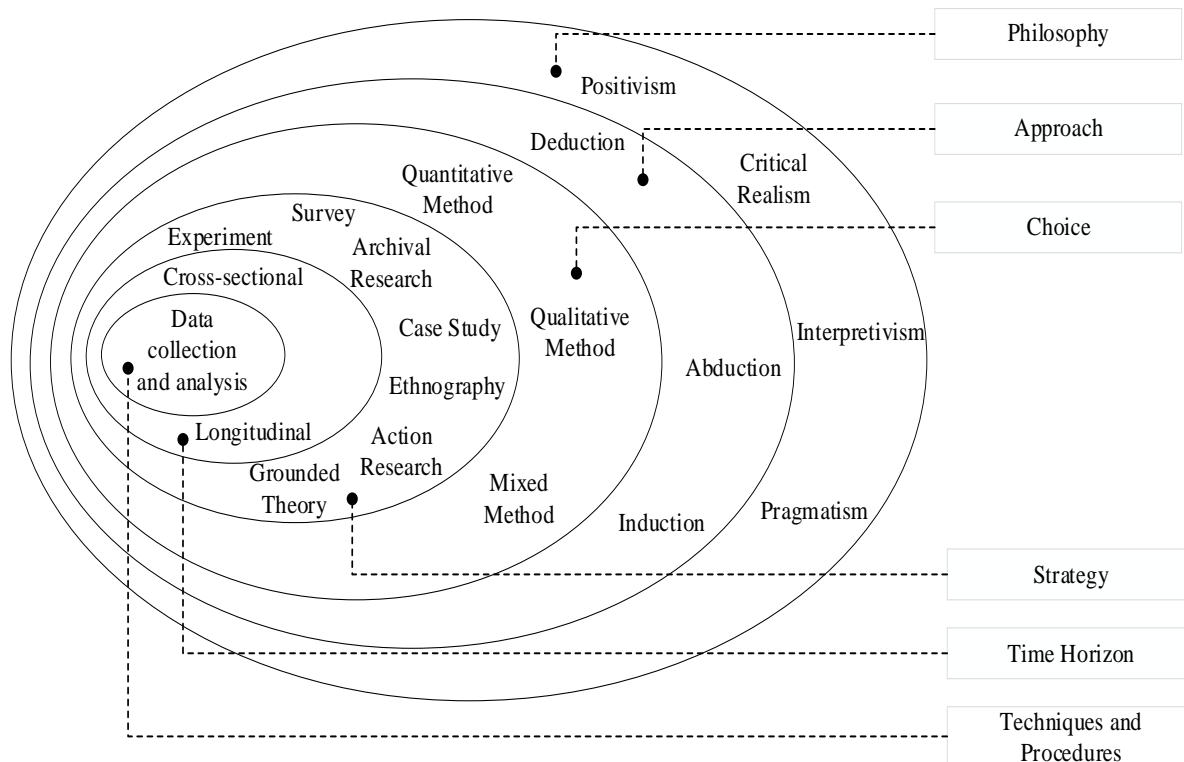 Philosophy
Positivism
Approach
Deduction
Critical
Realism
Quantitative
Method
Choice
Survey
Experiment
Archival
Research
Cross-sectional
Data
collection
and analysis
Case Study
Qualitative
Method
Interpretivism
Abduction
Ethnography
Longitudinal
Action
Research
Grounded
Theory
Mixed
Method
Induction
Pragmatism
Strategy
Time Horizon
Techniques and
Procedures